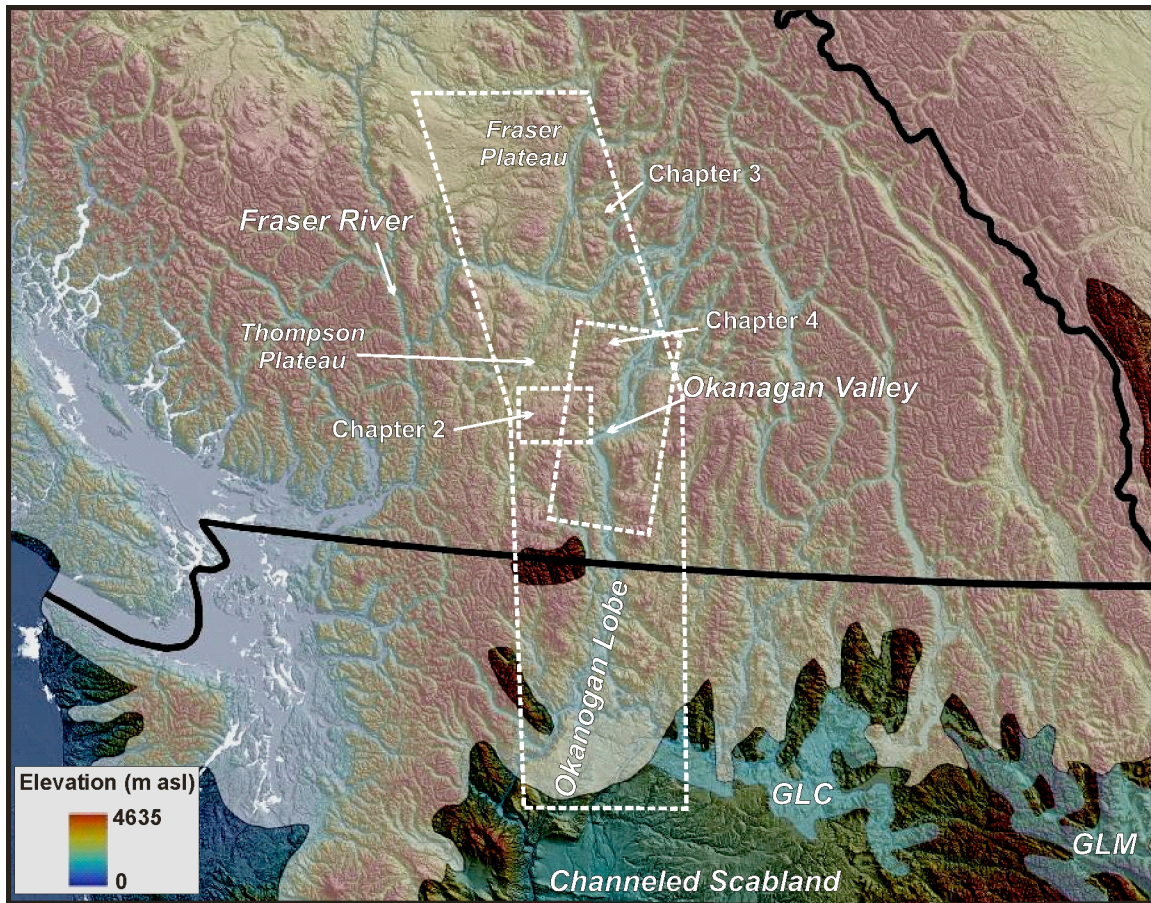 Fraser
Plateau
Chapter 3
Fraser River
Chapter 4
Thompson
Plateau
Okanagan Valley
Chapter 2
Okanogan Lobe
Elevation (m asl)
4635
0
GLC
GLM
Channeled Scabland